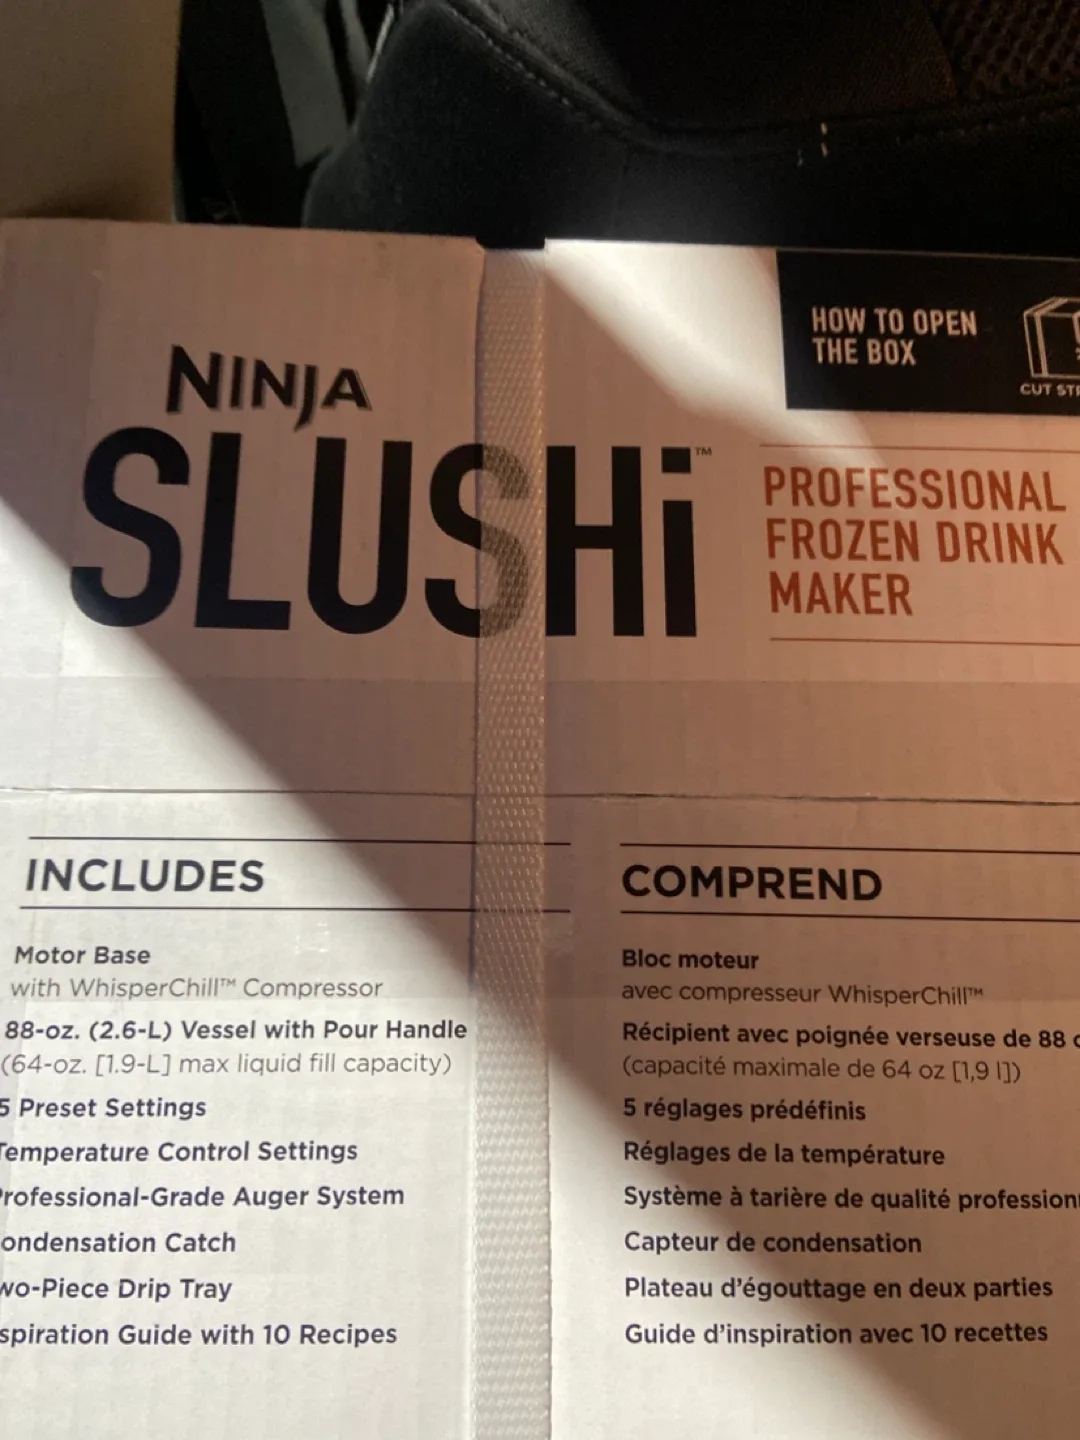 NINJA
SLUSHi™
HOW TO OPEN
THE BOX
CUT
PROFESSIONAL
FROZEN DRINK
MAKER
INCLUDES
Motor Base
with WhisperChill™ Compressor
88-oz. (2.6-L) Vessel with Pour Handle
(64-oz. [1.9-L] max liquid fill capacity)
5 Preset Settings
Temperature Control Settings
Professional-Grade Auger System
ondensation Catch
wo-Piece Drip Tray
spiration Guide with 10 Recipes
COMPREND
Bloc moteur
avec compresseur WhisperChill™
Récipient avec poignée verseuse de 88
(capacité maximale de 64 oz [1,9 l])
5 réglages prédéfinis
Réglages de la température
Système à tarière de qualité profession
Capteur de condensation
Plateau d'égouttage en deux parties
Guide d'inspiration avec 10 recettes